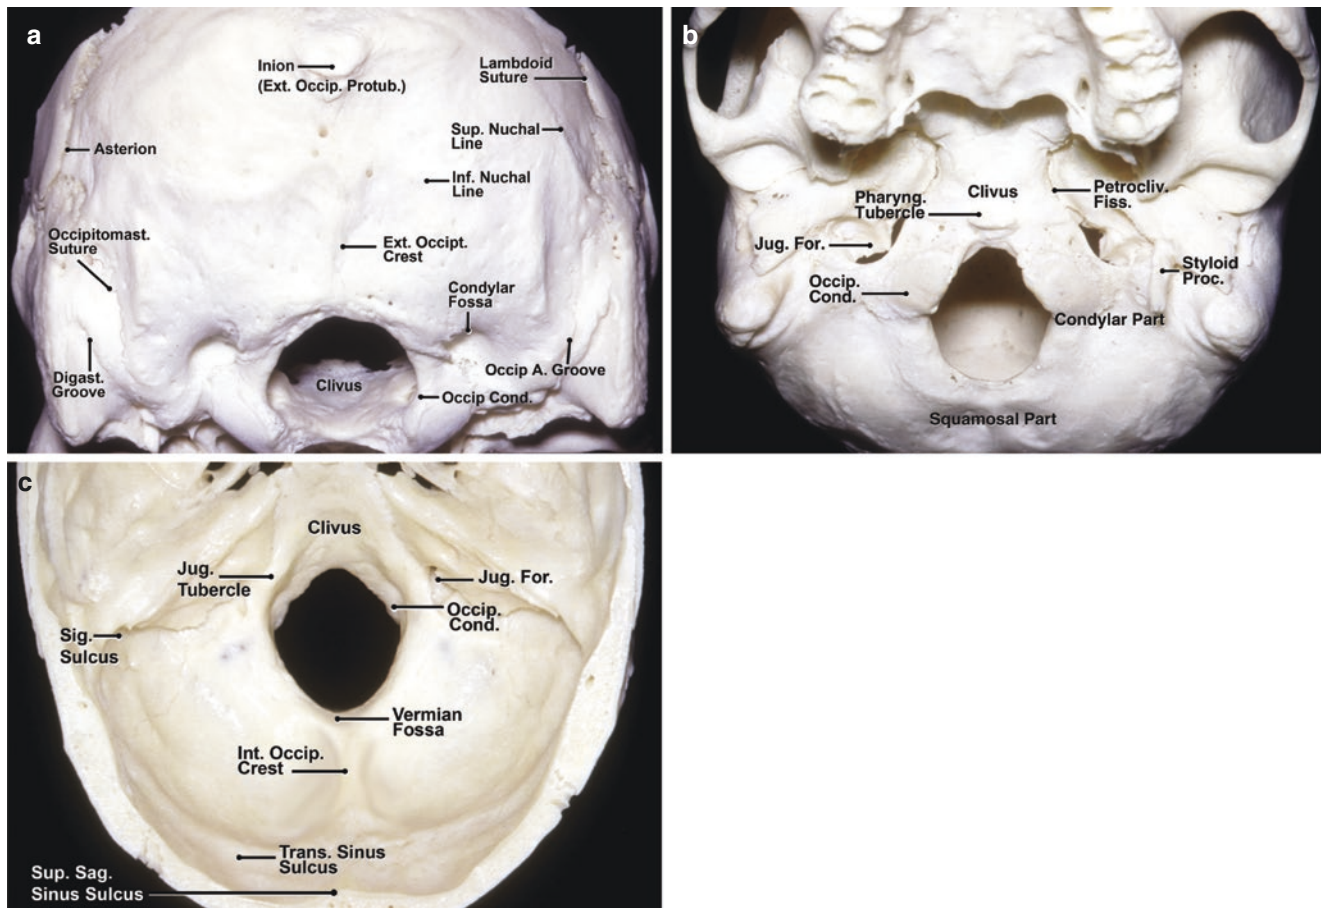 a
Inion
(Ext. Occip. Protub.)
Lambdoid
Suture
Sup. Nuchal
Line
Asterion
Inf. Nuchal
Line
Occipitomast.
Suture
Ext. Occipt.
Crest
Condylar
Fossa
Digast.
Groove
Clivus
Occip A. Groove
Occip Cond.
b
Clivus
Petrocliv.
Fiss.
Pharyng.
Tubercle
Jug. For.
Styloid
Proc.
Occip.
Cond.
Condylar Part
Squamosal Part
c
Clivus
Jug.
Tubercle
Jug. For.
Occip.
Cond.
Sig.
Sulcus
Vermian
Fossa
Int. Occip.
Crest
Trans. Sinus
Sulcus
Sup. Sag.
Sinus Sulcus